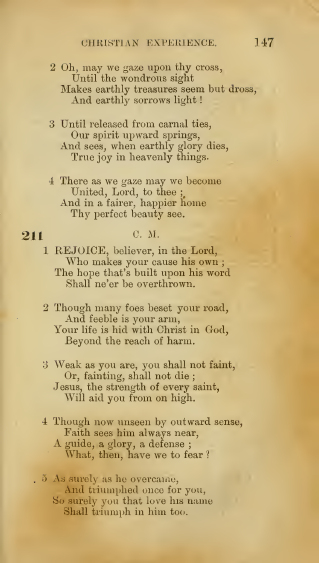 CHRISTIAN EXPERIENCE. 147
2 Oh, may we gaze upon thy cross,
Until the wondrous sight
Makes earthly treasures seem but dross,
And earthly sorrows light!
3 Until released from carnal ties,
Our spirit upward springs,
And sees, when earthly glory dies,
True joy in heavenly things.
4 There as we gaze may we become
United, Lord, to thee;
And in a fairer, happier home
Thy perfect beauty see.
211 C. M.
1 REJOICE, believer, in the Lord,
Who makes your cause his own;
The hope that's built upon his word
Shall ne'er be overthrown.
2 Though many foes beset your road,
And feeble is your arm,
Your life is hid with Christ in God,
Beyond the reach of harm.
3 Weak as you are, you shall not faint,
Or, fainting, shall not die;
Jesus, the strength of every saint,
Will aid you from on high.
4 Though now unseen by outward sense,
Faith sees him always near,
A guide, a glory, a defense;
What, then, have we to fear?
5 As surely as he overcame,
And triumphed once for you,
So surely you that love his name
Shall triumph in him too.